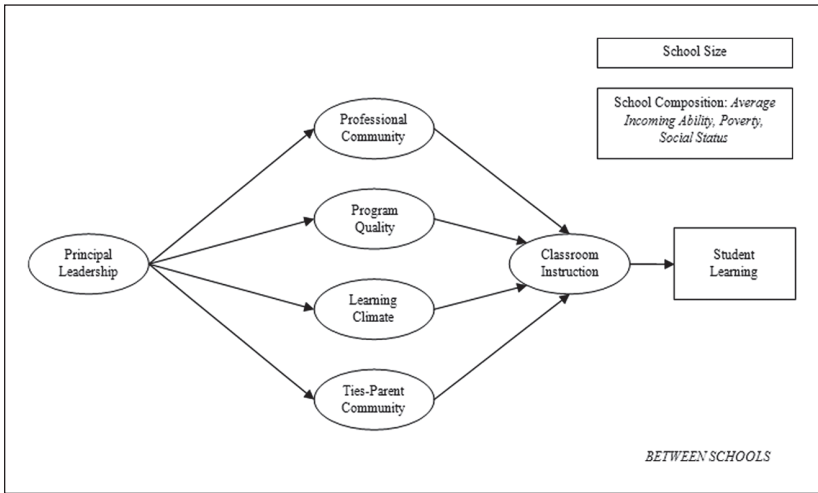 School Size
School Composition: Average
Incoming Ability, Poverty,
Social Status
Professional
Community
Program
Quality
Principal
Leadership
Classroom
Instruction
Student
Learning
Learning
Climate
Ties-Parent
Community
BETWEEN SCHOOLS